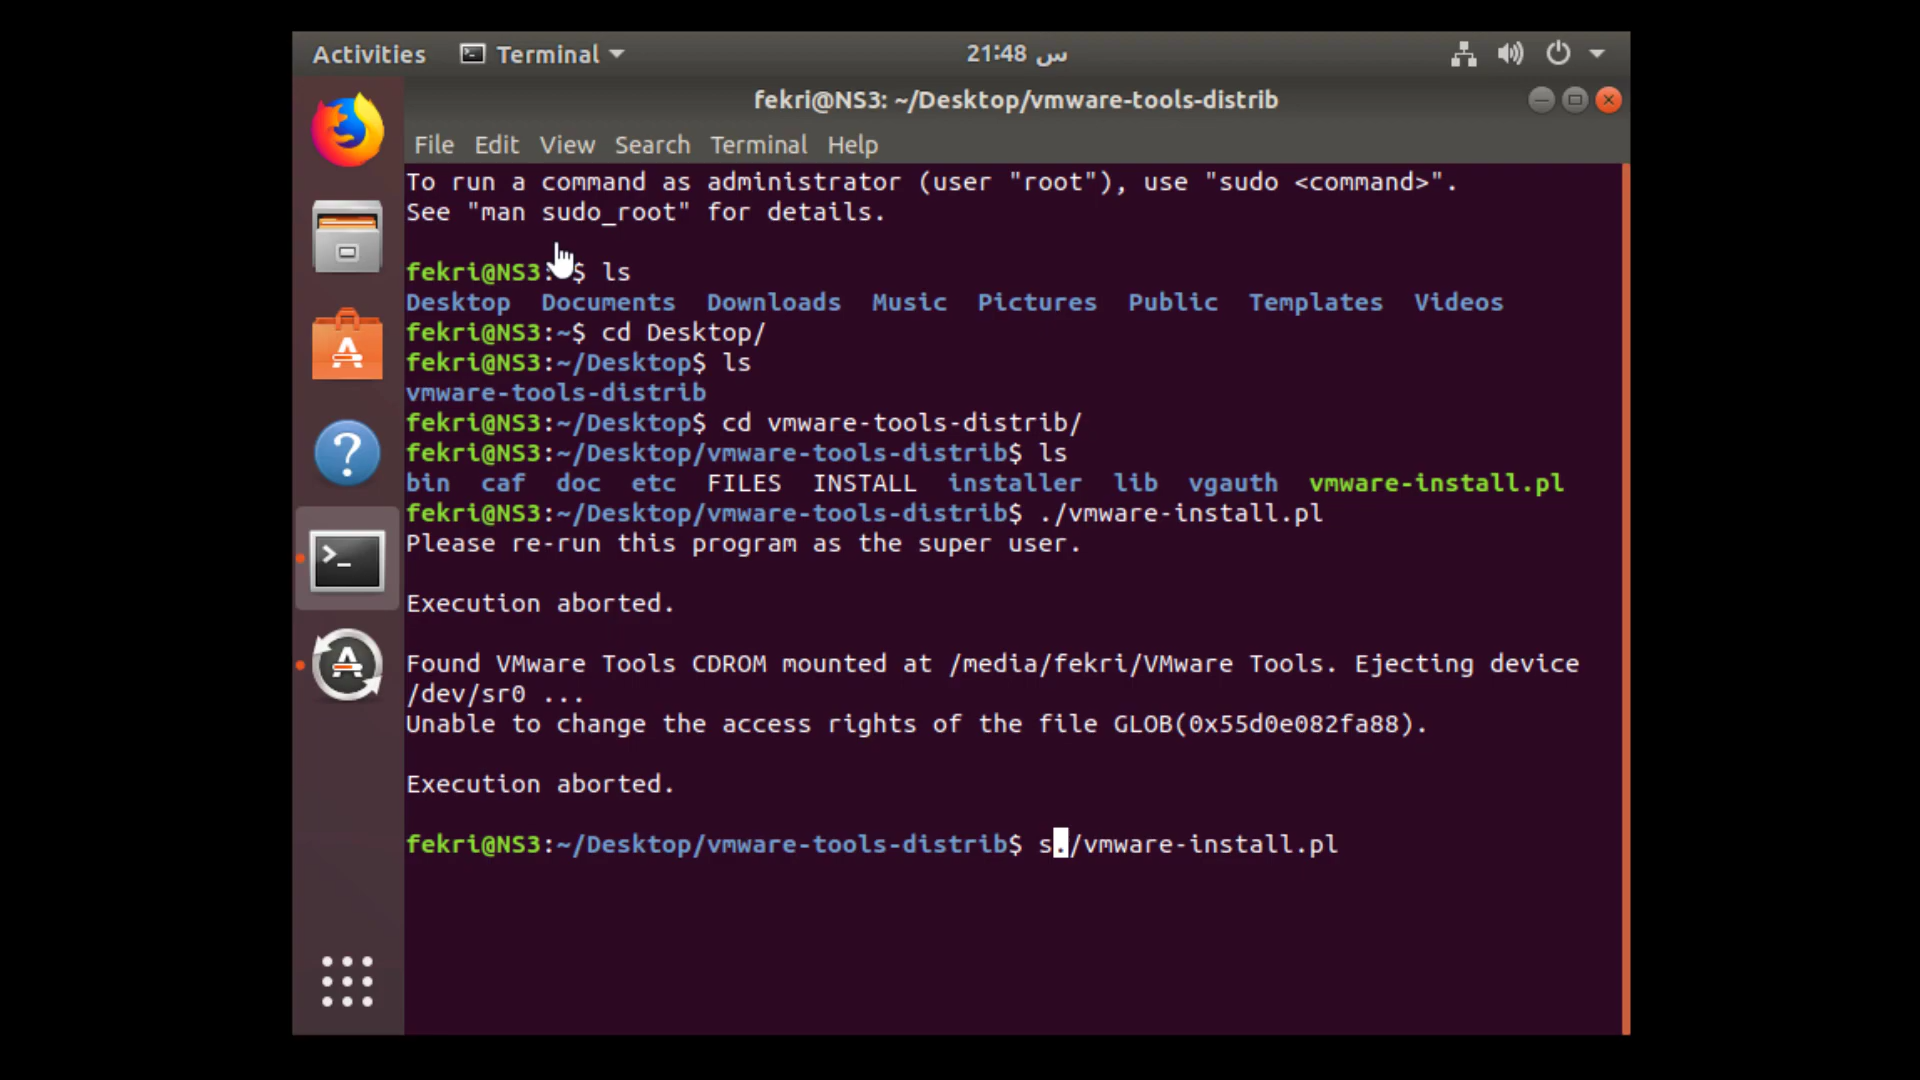 Activities Terminal س 21:48
fekri@NS3: ~/Desktop/vmware-tools-distrib
File Edit View Search Terminal Help
To run a command as administrator (user "root"), use "sudo <command>".
See "man sudo_root" for details.
fekri@NS3: $ ls
Desktop Documents Downloads Music Pictures Public Templates Videos
fekri@NS3:~$ cd Desktop/
fekri@NS3:~/Desktop$ ls
vmware-tools-distrib
fekri@NS3:~/Desktop$ cd vmware-tools-distrib/
fekri@NS3:~/Desktop/vmware-tools-distrib$ ls
bin caf doc etc FILES INSTALL installer lib vgauth vmware-install.pl
fekri@NS3:~/Desktop/vmware-tools-distrib$ ./vmware-install.pl
Please re-run this program as the super user.
Execution aborted.
Found VMware Tools CDROM mounted at /media/fekri/VMware Tools. Ejecting device
/dev/sr0 ...
Unable to change the access rights of the file GLOB(0x55d0e082fa88).
Execution aborted.
fekri@NS3:~/Desktop/vmware-tools-distrib$ s./vmware-install.pl